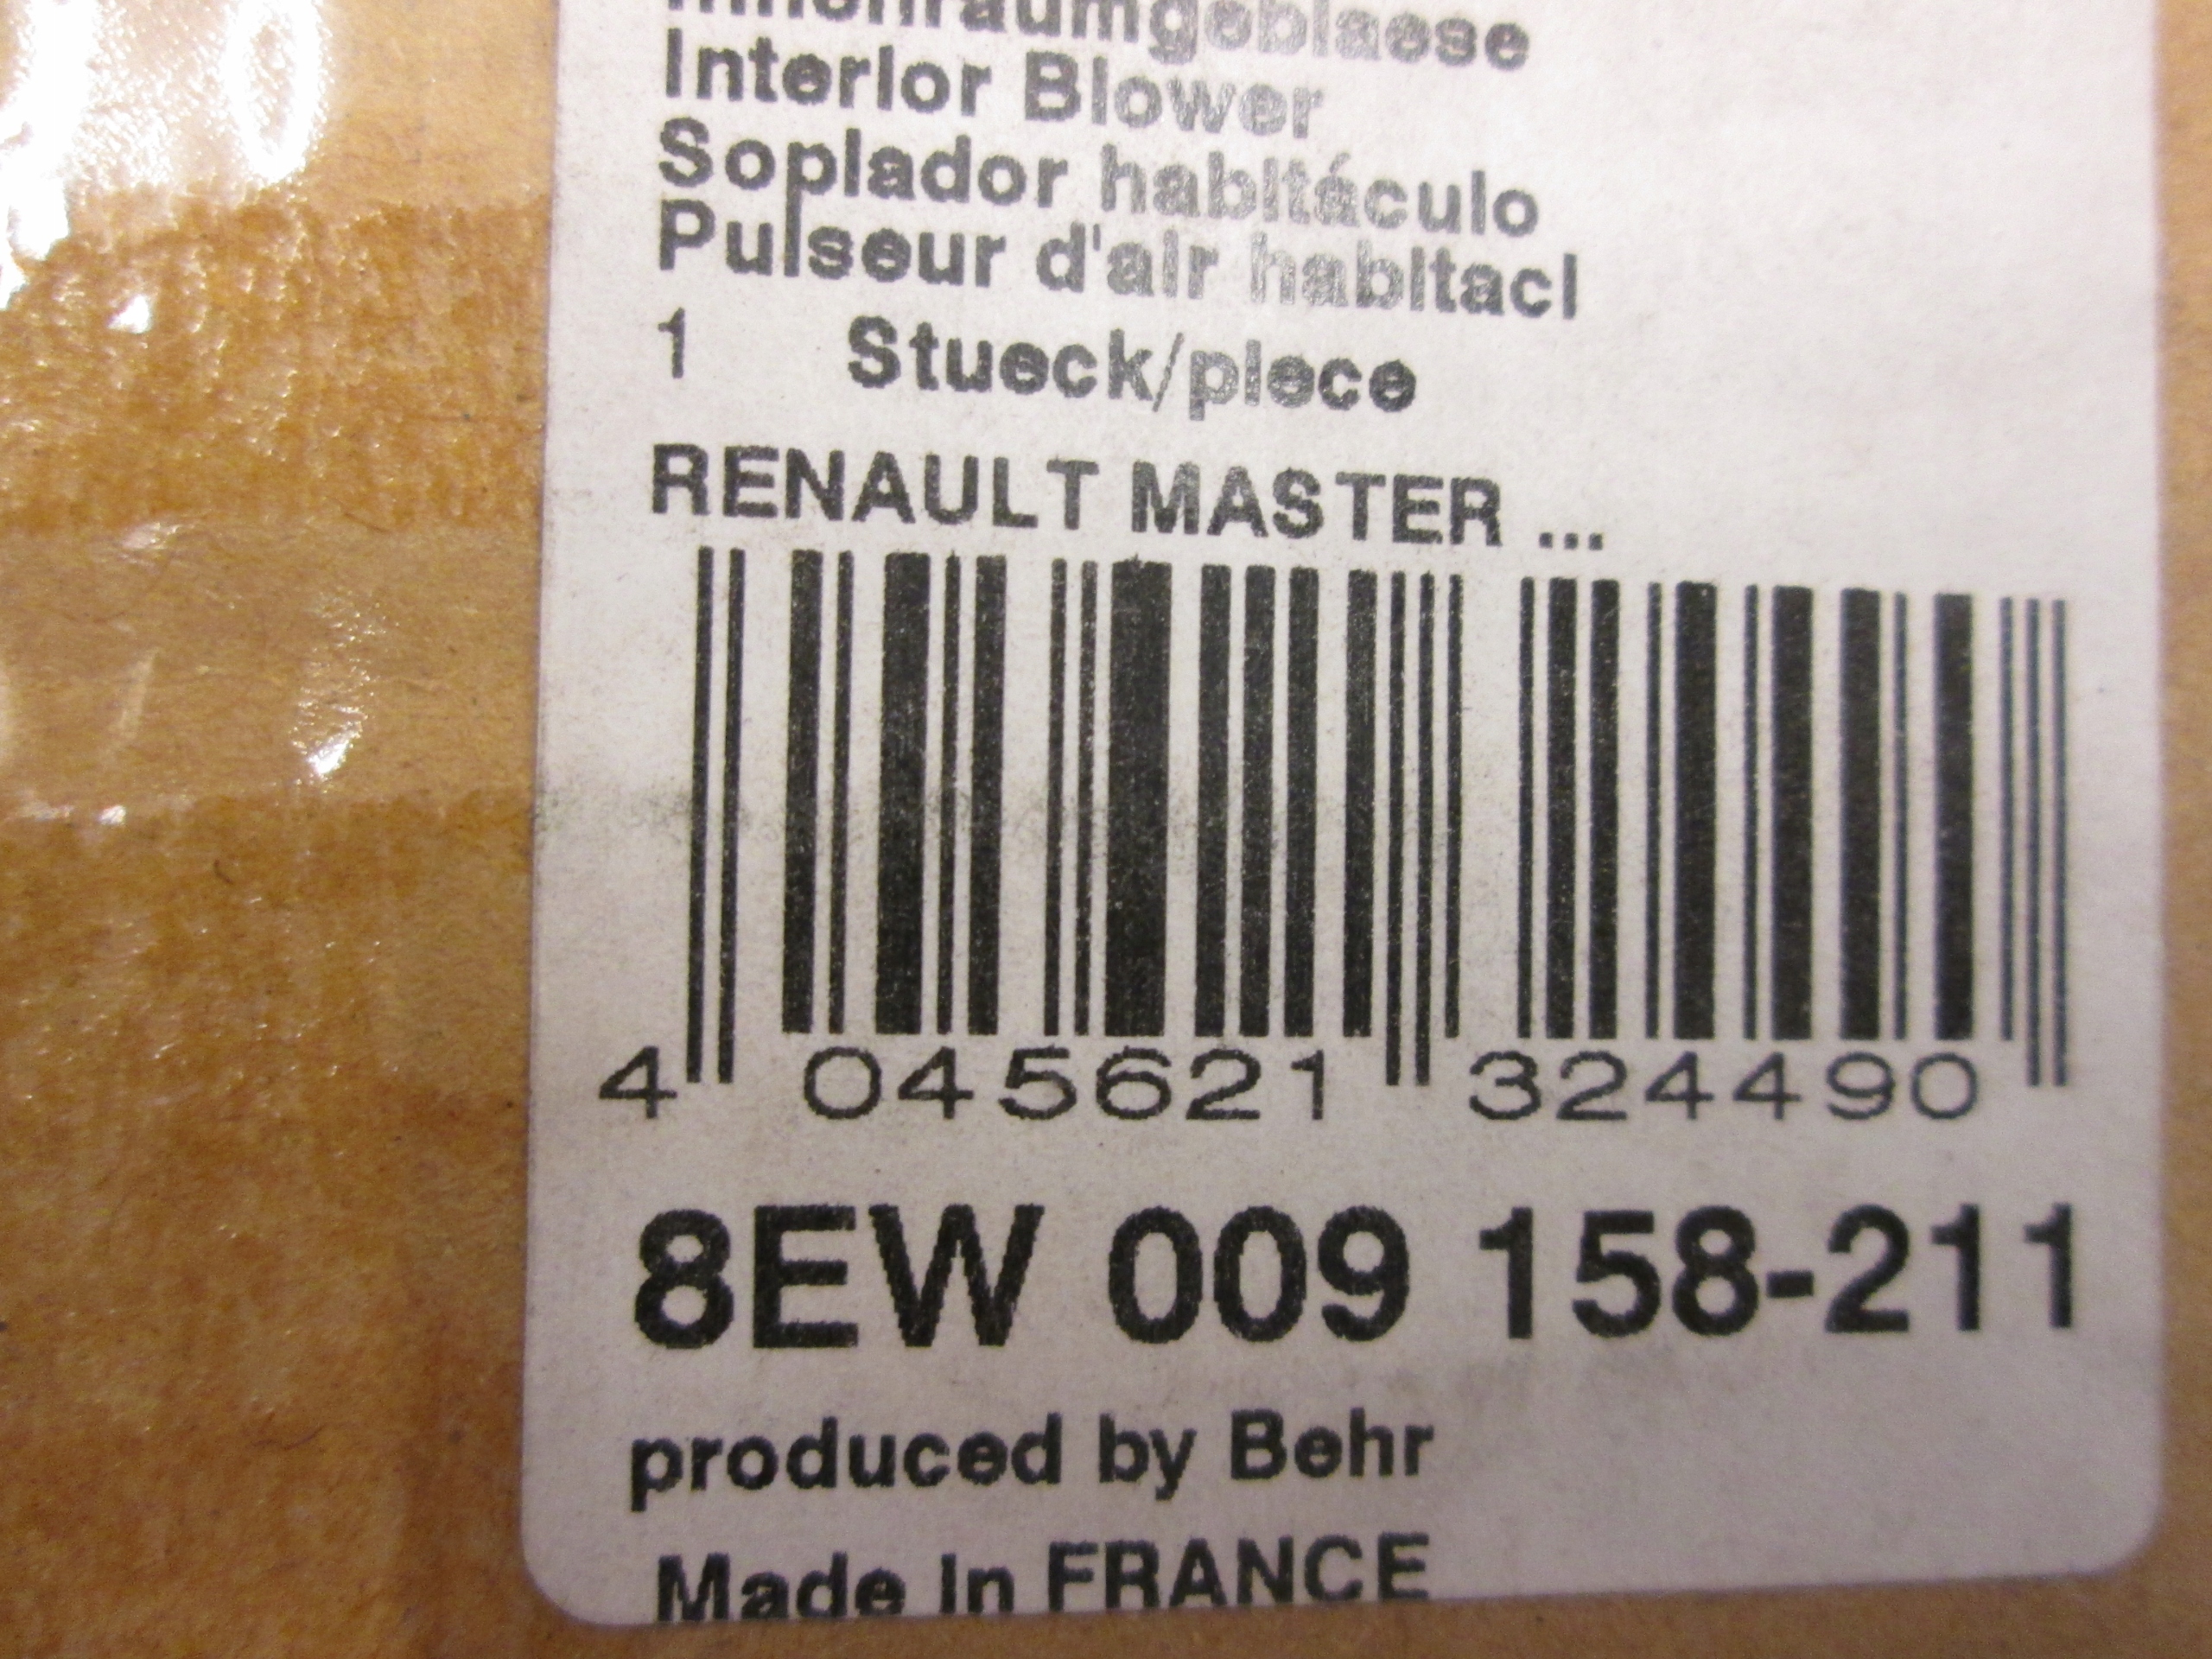 Innenraumgeblaese
Interior Blower
Soplador habitáculo
Pulseur d'air habitacl
1 Stueck/piece
RENAULT MASTER ...
4 045621 324490
8EW 009 158-211
produced by Behr
Made in FRANCE